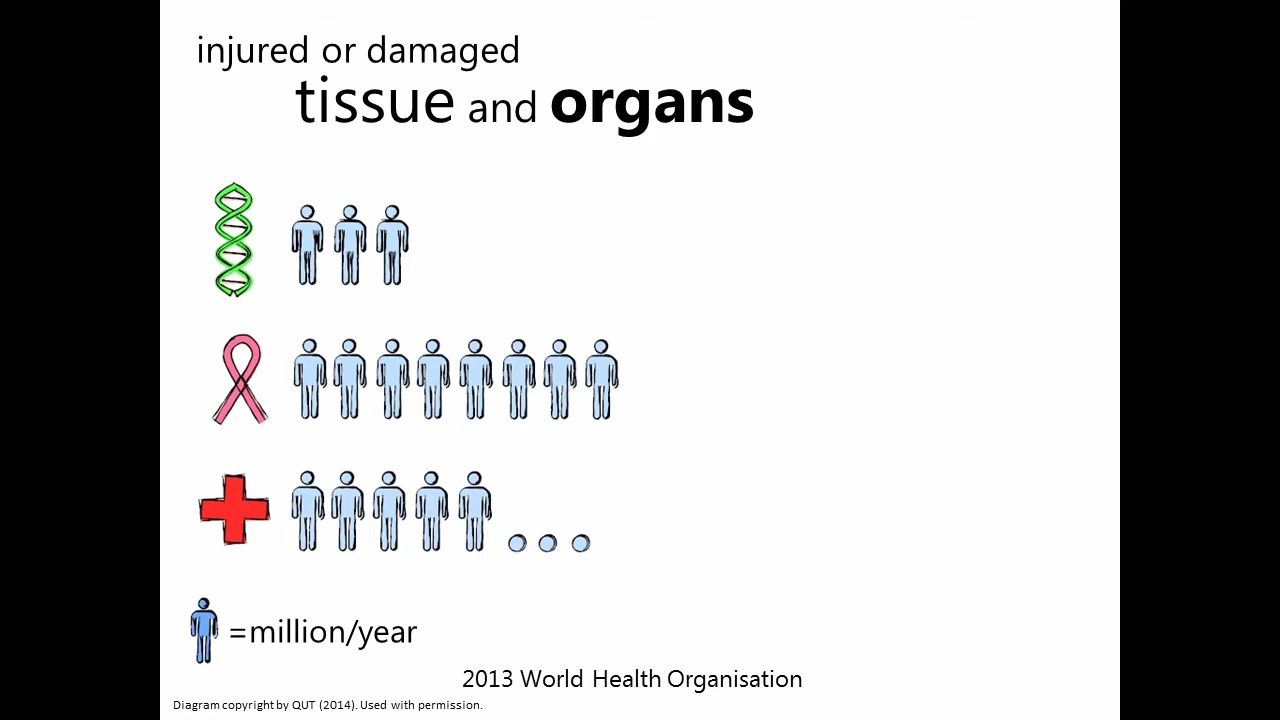 injured or damaged
tissue and organs
=million/year
2013 World Health Organisation
Diagram copyright by QUT (2014). Used with permission.